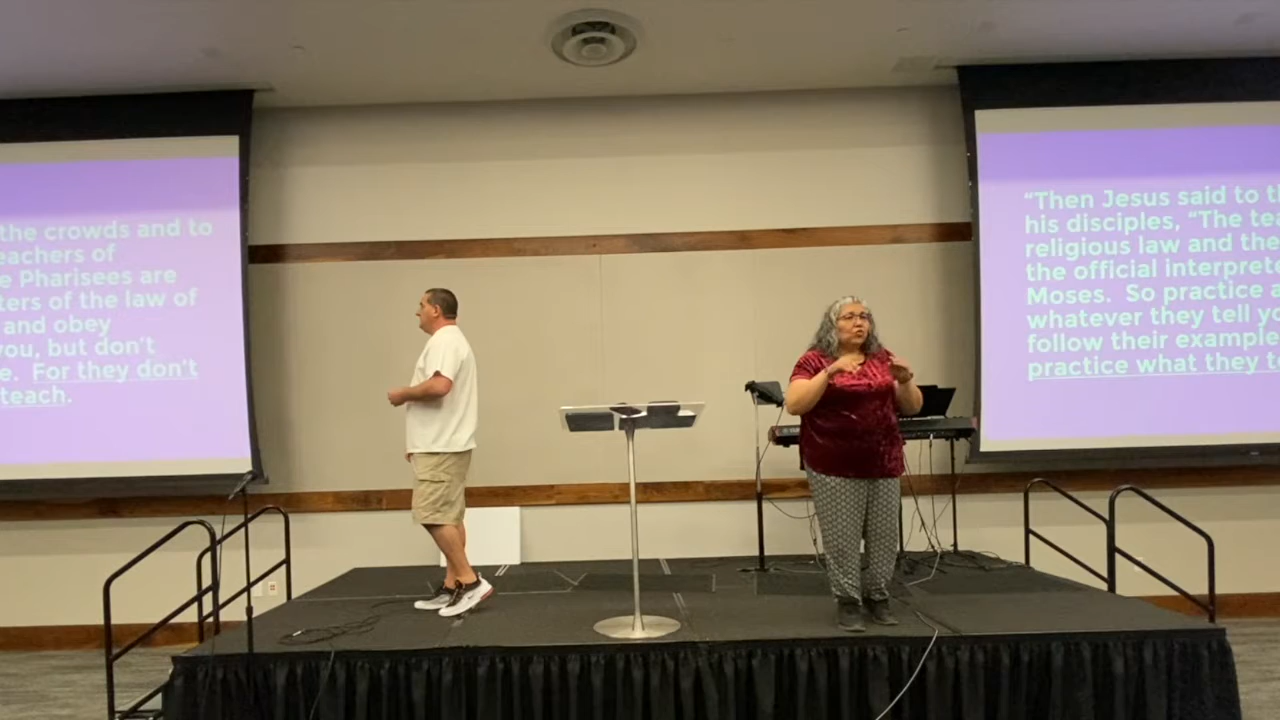 the crowds and to
eachers of
e Pharisees are
ters of the law of
and obey
you, but don't
e. For they don't
teach.
"Then Jesus said to t
his disciples, "The te
religious law and the
the official interprete
Moses. So practice a
whatever they tell yo
follow their example
practice what they t